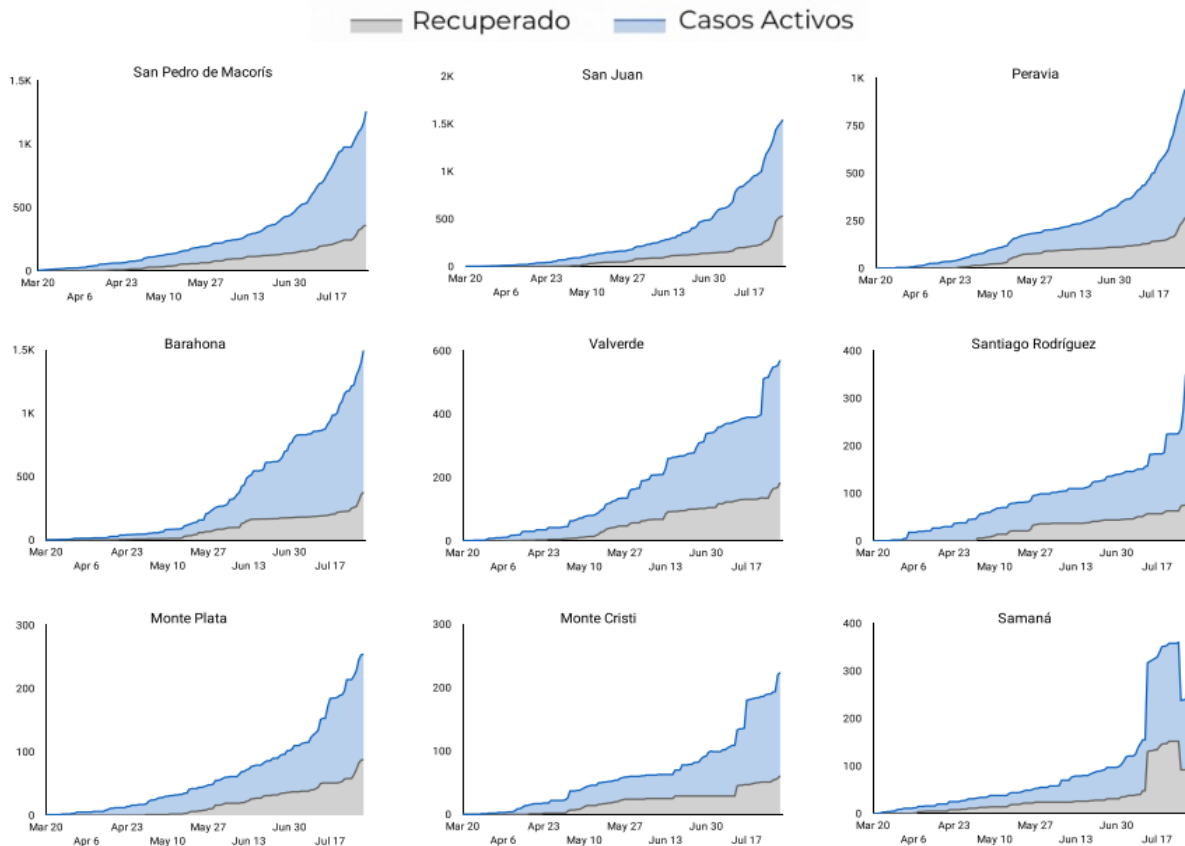 Recuperado Casos Activos
San Pedro de Macorís
1.5K
1K
500
0
Mar 20 Apr 23 May 27 Jun 30
Apr 6 May 10 Jun 13 Jul 17
San Juan
2K
1.5K
1K
500
0
Mar 20 Apr 23 May 27 Jun 30
Apr 6 May 10 Jun 13 Jul 17
Peravia
1K
750
500
250
0
Mar 20 Apr 23 May 27 Jun 30
Apr 6 May 10 Jun 13 Jul 17
Barahona
1.5K
1K
500
0
Mar 20 Apr 23 May 27 Jun 30
Apr 6 May 10 Jun 13 Jul 17
Valverde
600
400
200
0
Mar 20 Apr 23 May 27 Jun 30
Apr 6 May 10 Jun 13 Jul 17
Santiago Rodríguez
400
300
200
100
0
Mar 20 Apr 23 May 27 Jun 30
Apr 6 May 10 Jun 13 Jul 17
Monte Plata
300
200
100
0
Mar 20 Apr 23 May 27 Jun 30
Apr 6 May 10 Jun 13 Jul 17
Monte Cristi
300
200
100
0
Mar 20 Apr 23 May 27 Jun 30
Apr 6 May 10 Jun 13 Jul 17
Samaná
400
300
200
100
0
Mar 20 Apr 23 May 27 Jun 30
Apr 6 May 10 Jun 13 Jul 17